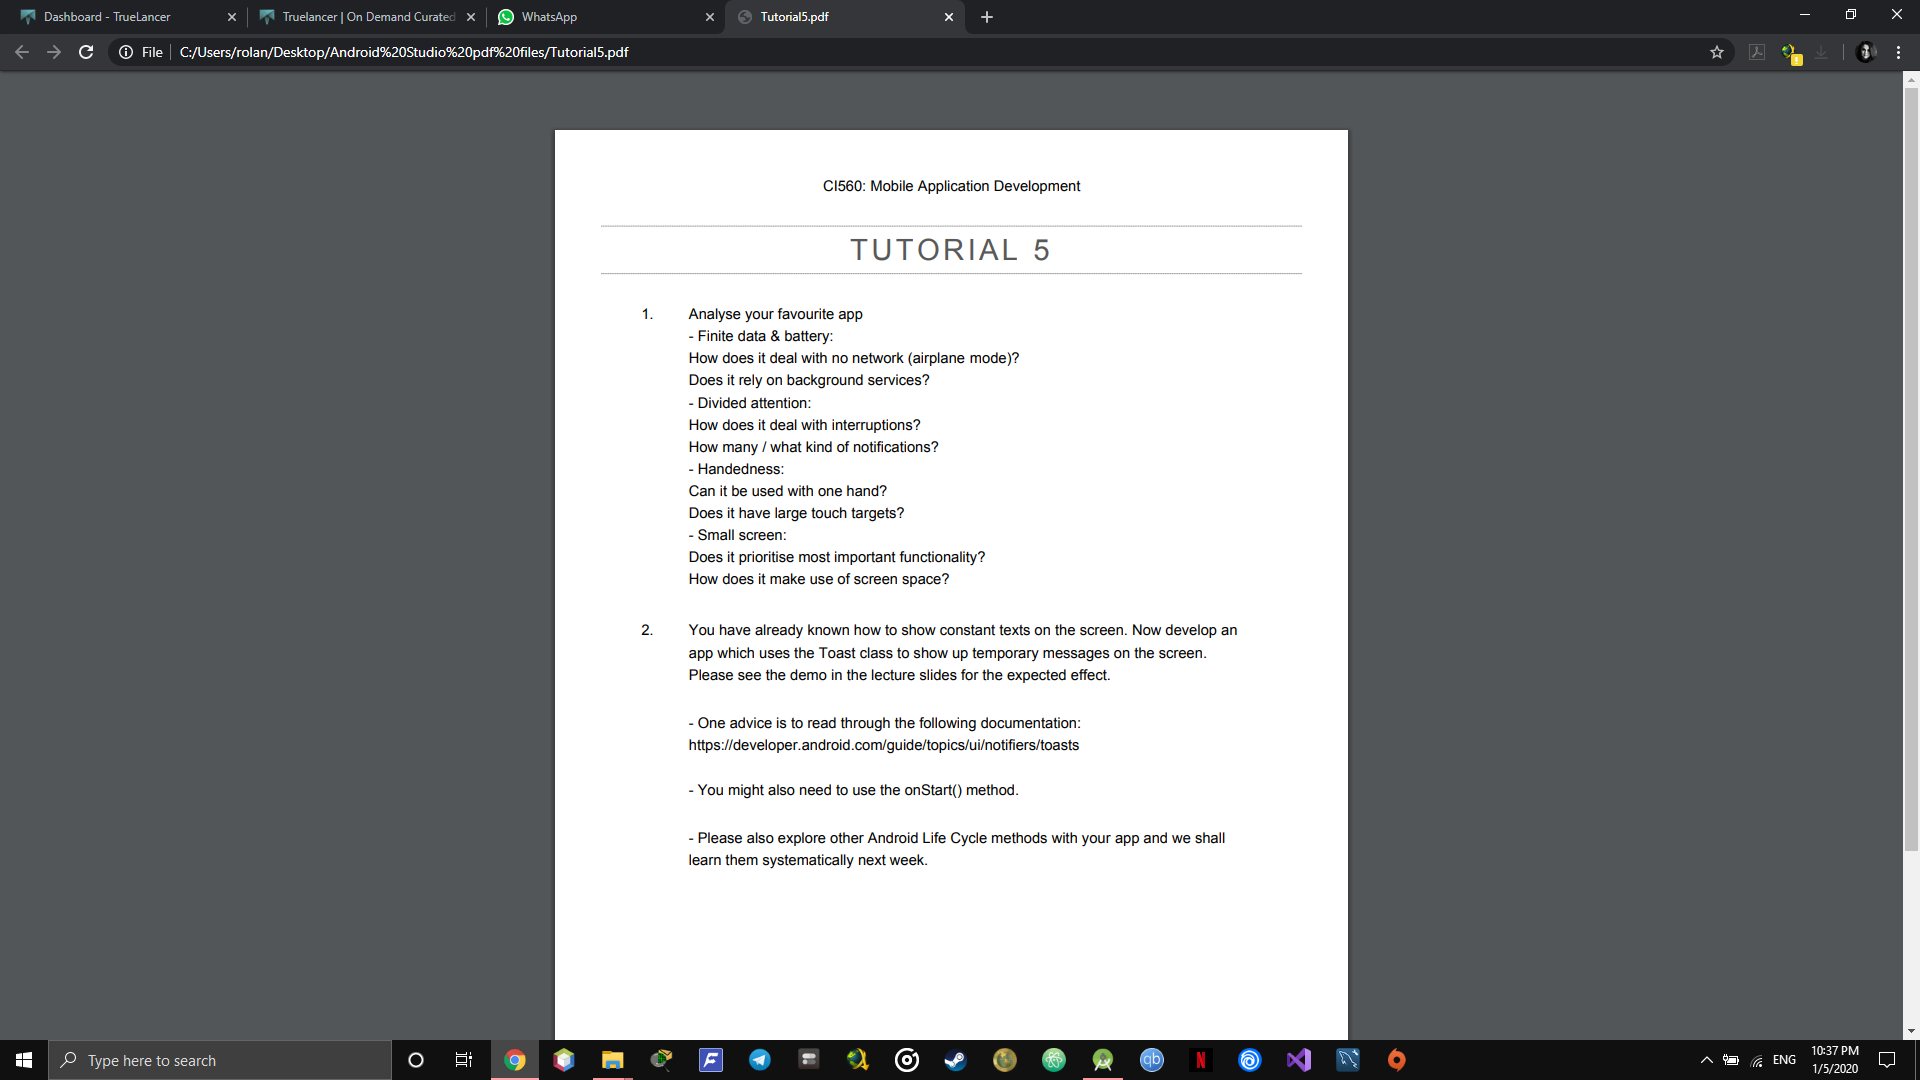 Dashboard - TrueLancer
Truelancer | On Demand Curated
WhatsApp
Tutorial5.pdf
File
C:/Users/rolan/Desktop/Android%20Studio%20pdf%20files/Tutorial5.pdf
CI560: Mobile Application Development
TUTORIAL 5
1. Analyse your favourite app
- Finite data & battery:
How does it deal with no network (airplane mode)?
Does it rely on background services?
- Divided attention:
How does it deal with interruptions?
How many / what kind of notifications?
- Handedness:
Can it be used with one hand?
Does it have large touch targets?
- Small screen:
Does it prioritise most important functionality?
How does it make use of screen space?
2. You have already known how to show constant texts on the screen. Now develop an
app which uses the Toast class to show up temporary messages on the screen.
Please see the demo in the lecture slides for the expected effect.
- One advice is to read through the following documentation:
https://developer.android.com/guide/topics/ui/notifiers/toasts
- You might also need to use the onStart() method.
- Please also explore other Android Life Cycle methods with your app and we shall
learn them systematically next week.
Type here to search
F
qb
N
ENG
10:37 PM
1/5/2020